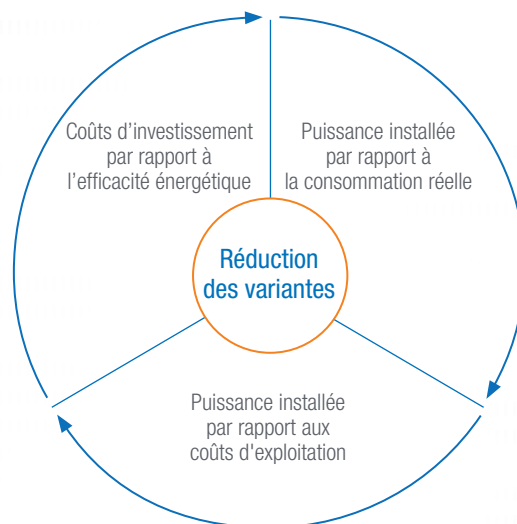 Coûts d’investissement
par rapport à
l’efficacité énergétique
Puissance installée
par rapport à
la consommation réelle
Réduction
des variantes
Puissance installée
par rapport aux
coûts d'exploitation